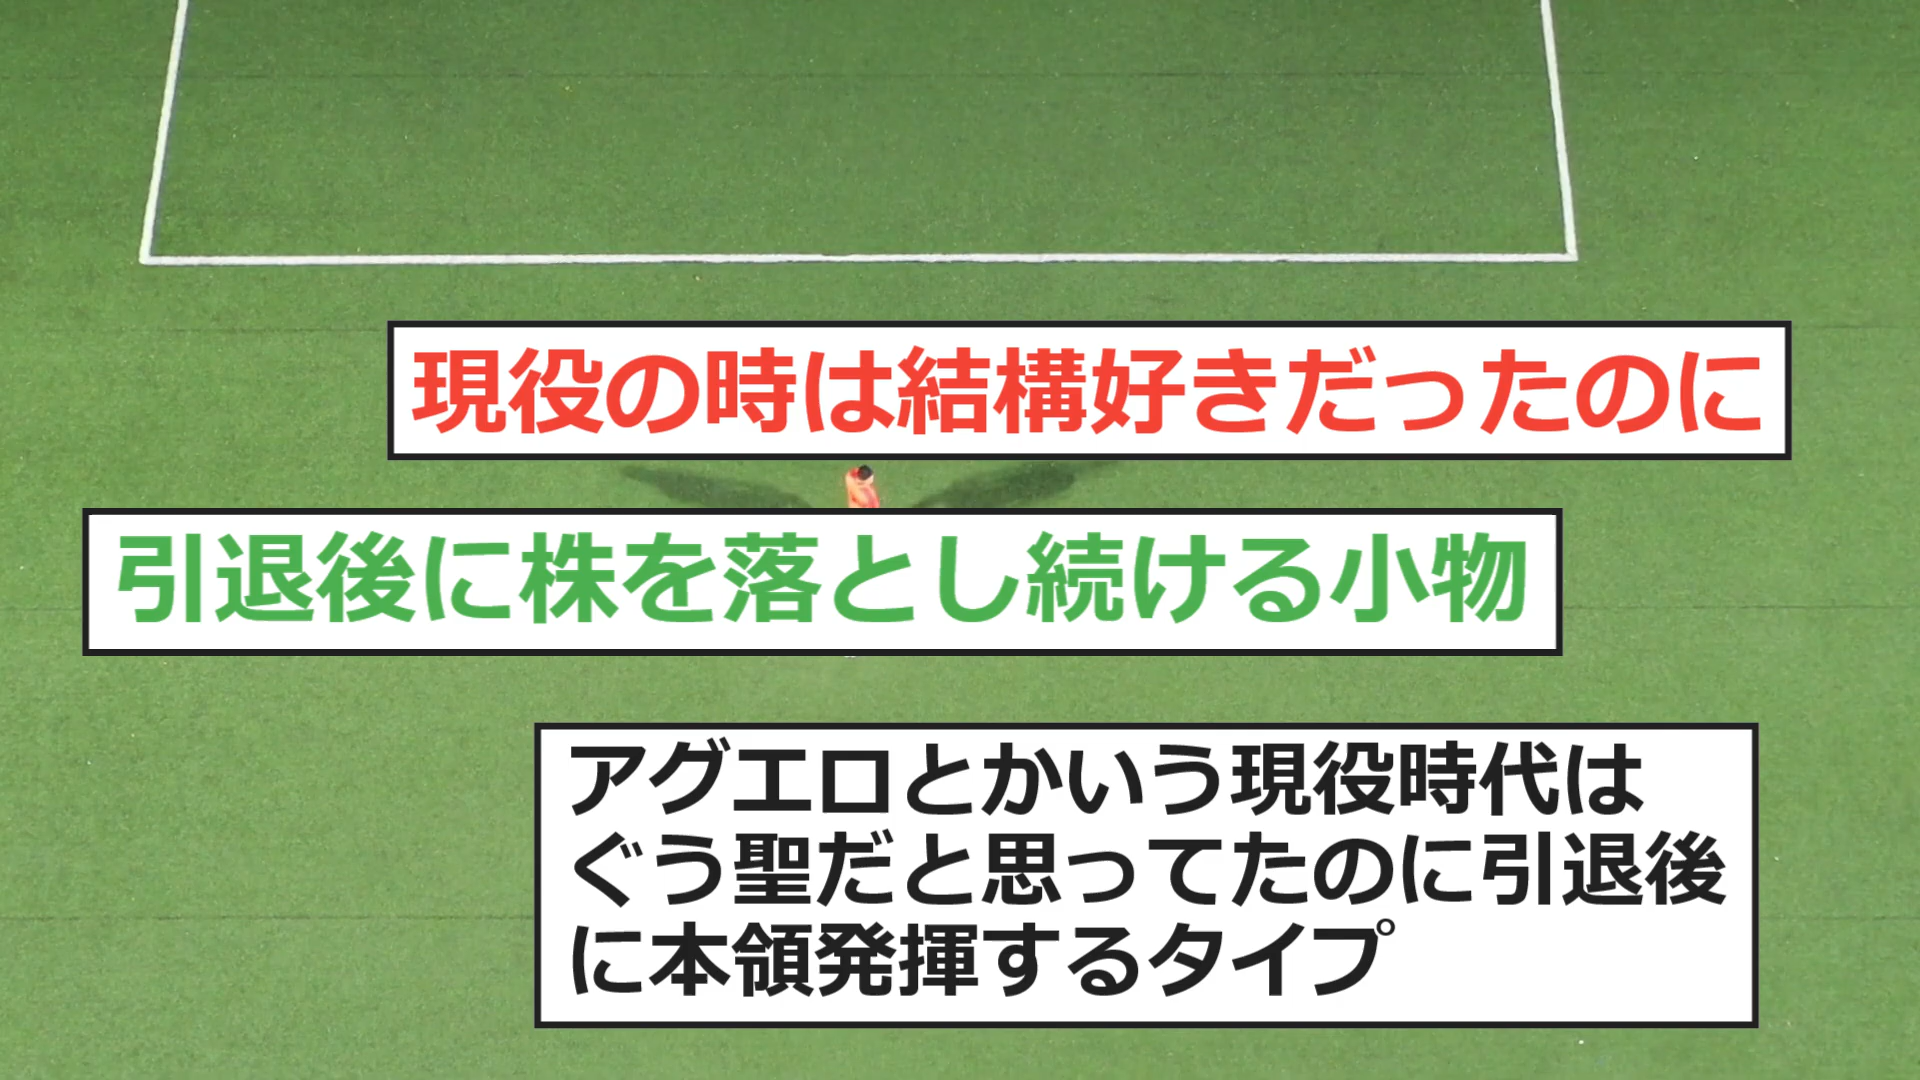 現役の時は結構好きだったのに
引退後に株を落とし続ける小物
アグエロとかいう現役時代は
ぐう聖だと思ってたのに引退後
に本領発揮するタイプ